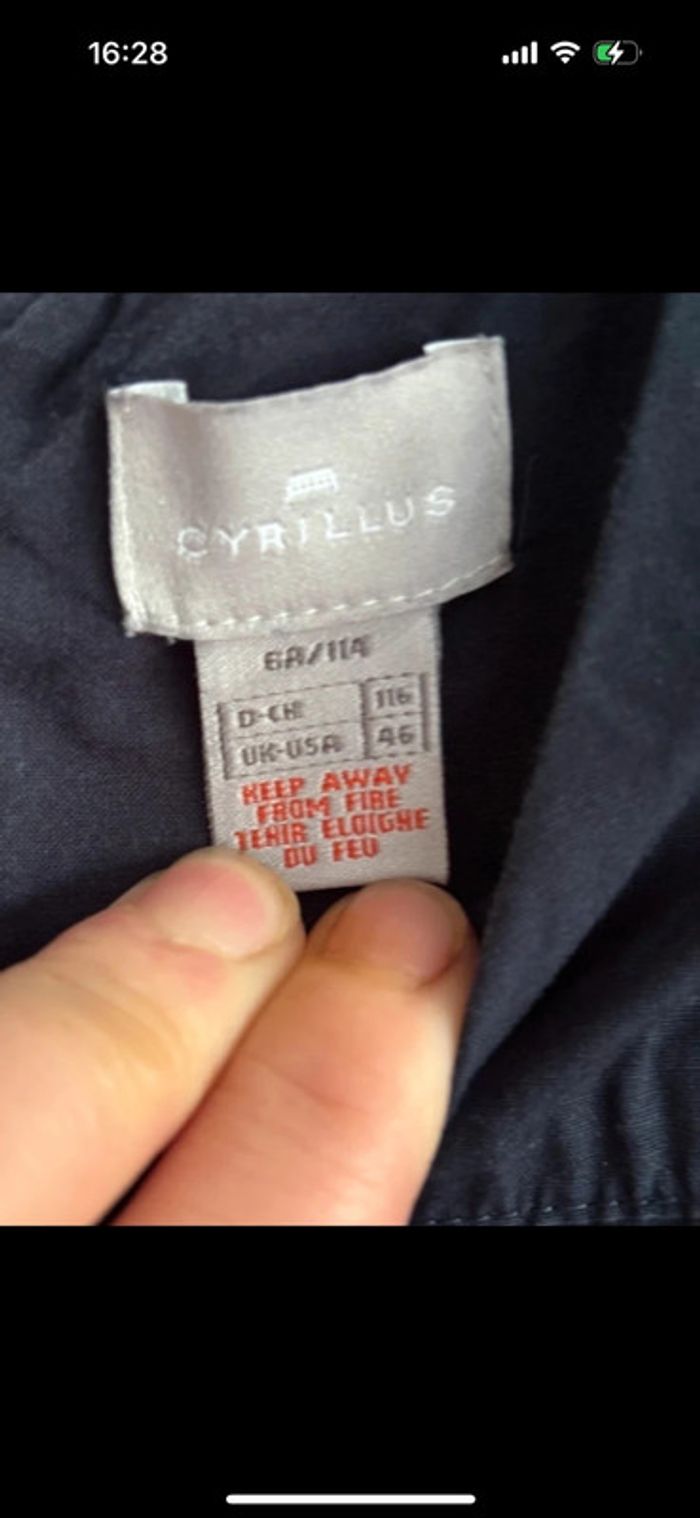 16:28
CYRILLUS
6A/114
D-CH 116
UK-USA 46
KEEP AWAY
FROM FIRE
TENIR ELOIGNE
DU FEU